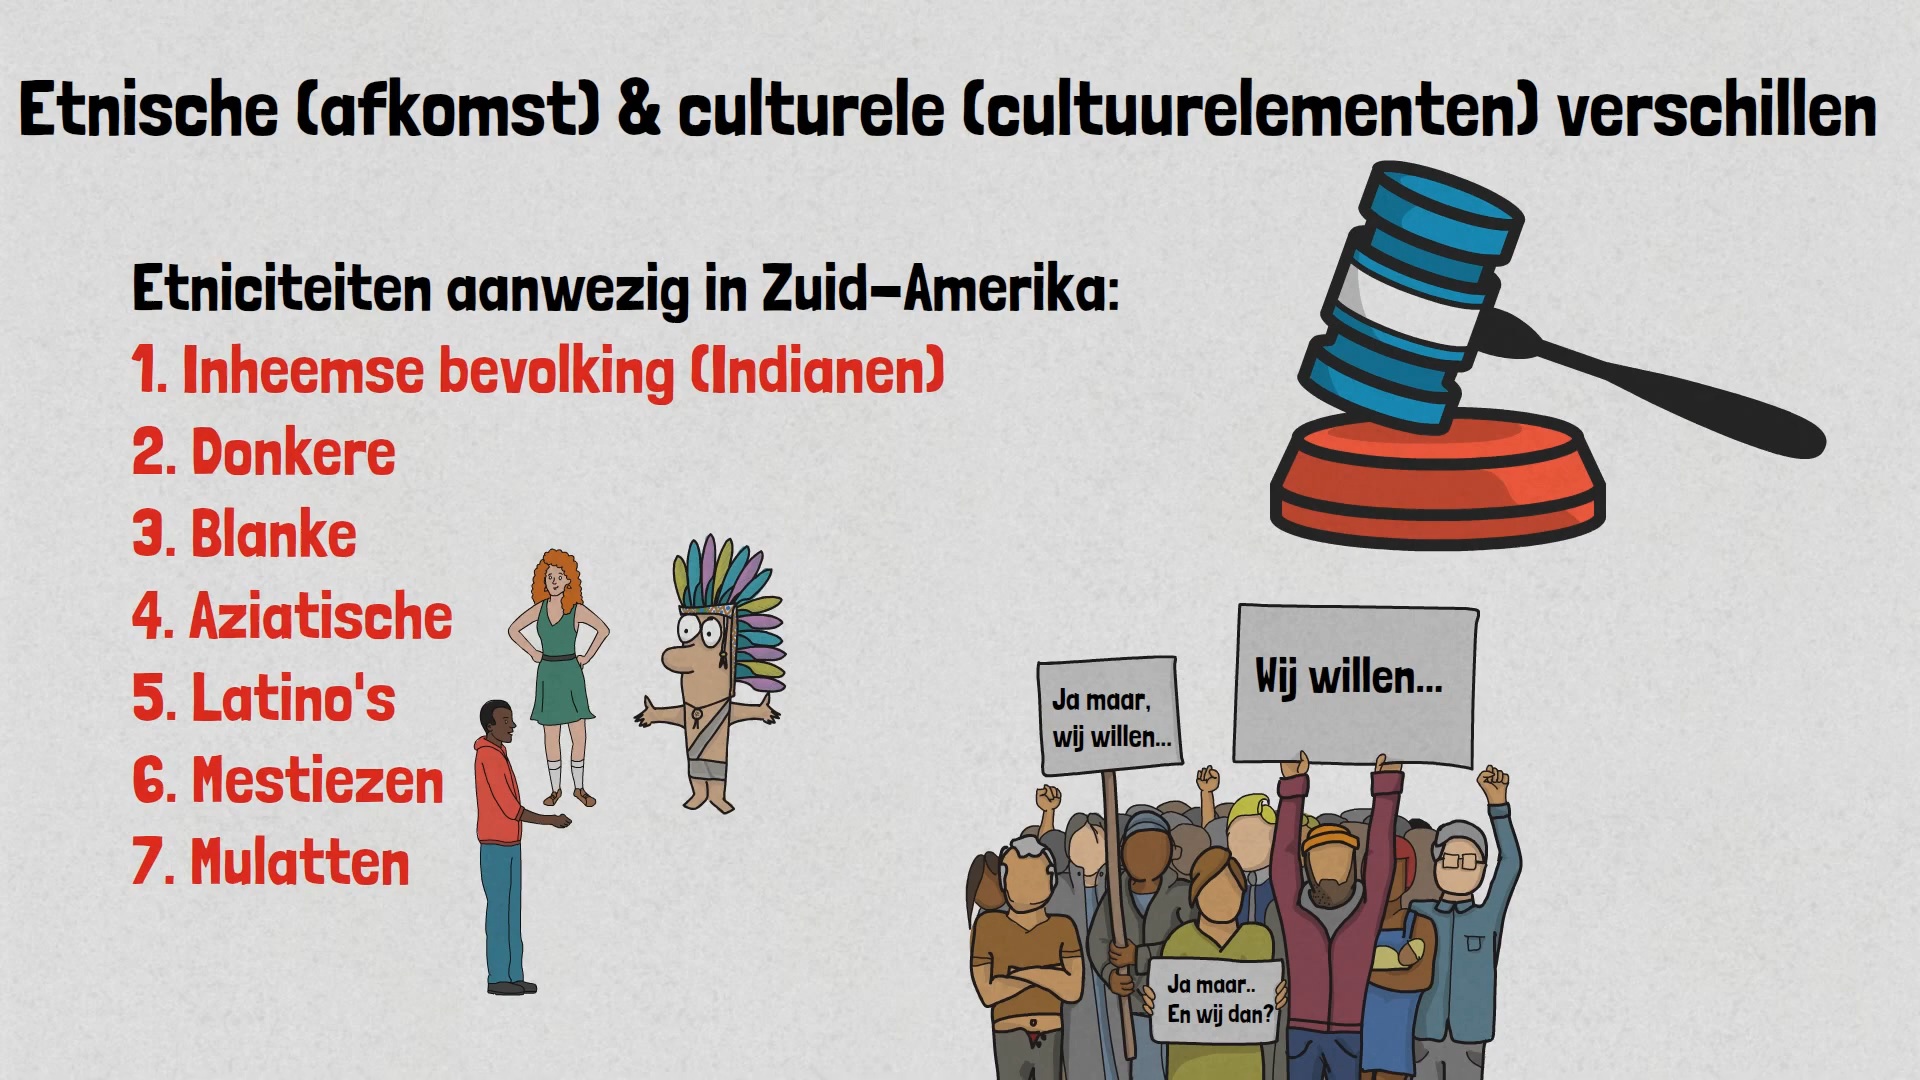 Etnische (afkomst) & culturele (cultuurelementen) verschillen
Etniciteiten aanwezig in Zuid-Amerika:
1. Inheemse bevolking (Indianen)
2. Donkere
3. Blanke
4. Aziatische
5. Latino's
6. Mestiezen
7. Mulatten
Ja maar,
wij willen...
Wij willen...
Ja maar..
En wij dan?